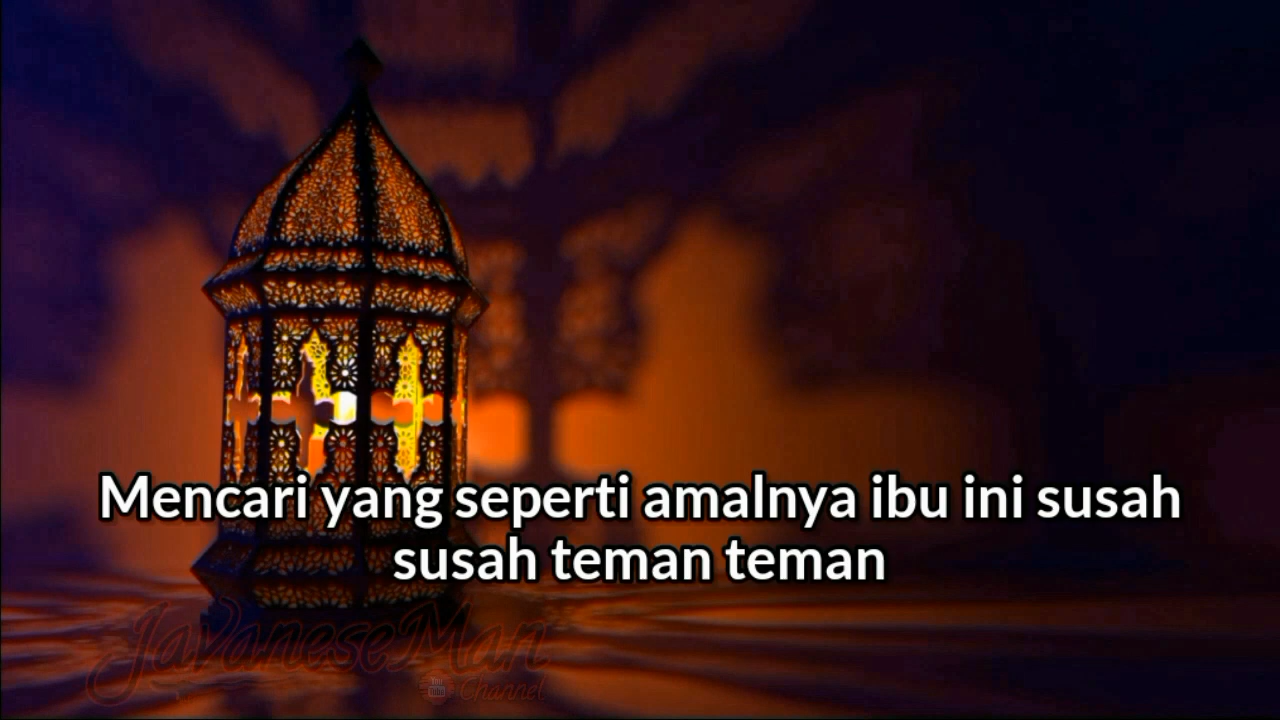 Mencari yang seperti amalnya ibu ini susah
susah teman teman
JavaneseMan
Channel